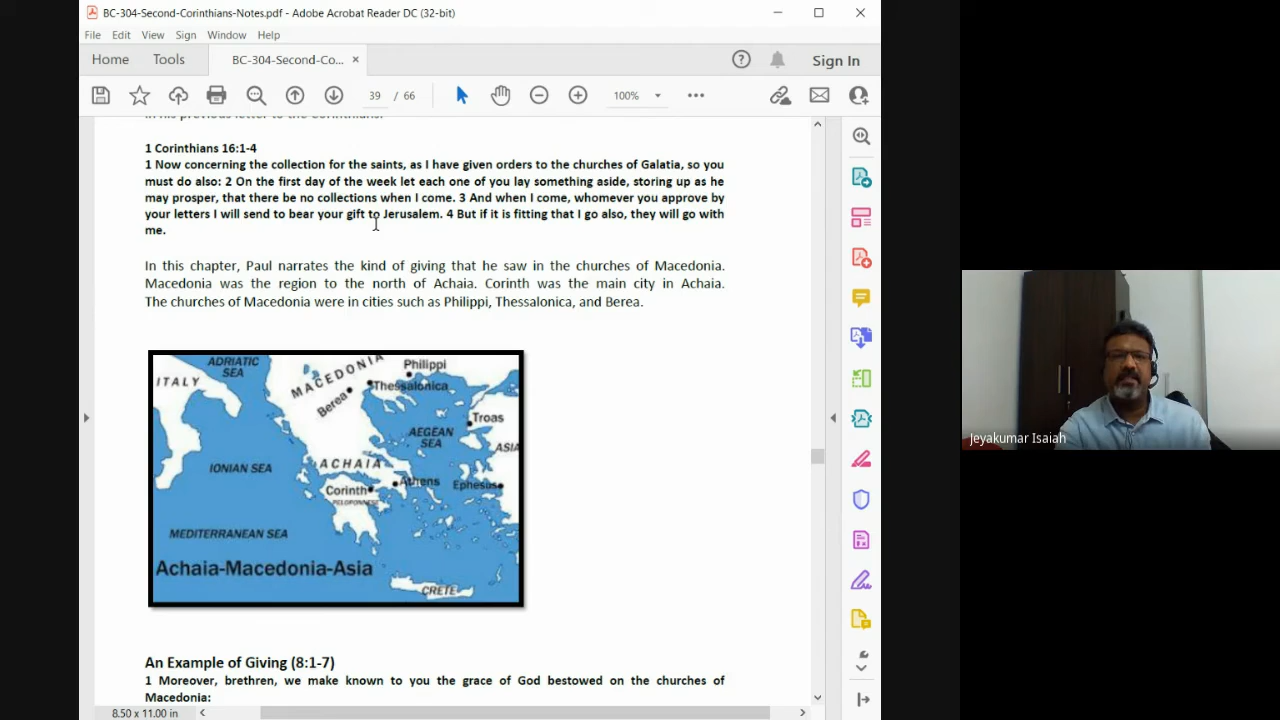 BC-304-Second-Corinthians-Notes.pdf - Adobe Acrobat Reader DC (32-bit)
File Edit View Sign Window Help
Home Tools BC-304-Second-Co... × Sign In
39 / 66 100%
in his previous letter to the Corinthians.
1 Corinthians 16:1-4
1 Now concerning the collection for the saints, as I have given orders to the churches of Galatia, so you
must do also: 2 On the first day of the week let each one of you lay something aside, storing up as he
may prosper, that there be no collections when I come. 3 And when I come, whomever you approve by
your letters I will send to bear your gift to Jerusalem. 4 But if it is fitting that I go also, they will go with
me.
In this chapter, Paul narrates the kind of giving that he saw in the churches of Macedonia.
Macedonia was the region to the north of Achaia. Corinth was the main city in Achaia.
The churches of Macedonia were in cities such as Philippi, Thessalonica, and Berea.
ADRIATIC
SEA
ITALY
MACEDONIA
Philippi
Thessalonica
Berea
Troas
AEGEAN
SEA
ASIA
IONIAN SEA
ACHAIA
Athens
Corinth
PELOPONNESE
Ephesus
MEDITERRANEAN SEA
Achaia-Macedonia-Asia
CRETE
An Example of Giving (8:1-7)
1 Moreover, brethren, we make known to you the grace of God bestowed on the churches of
Macedonia:
8.50 x 11.00 in
Jeyakumar Isaiah